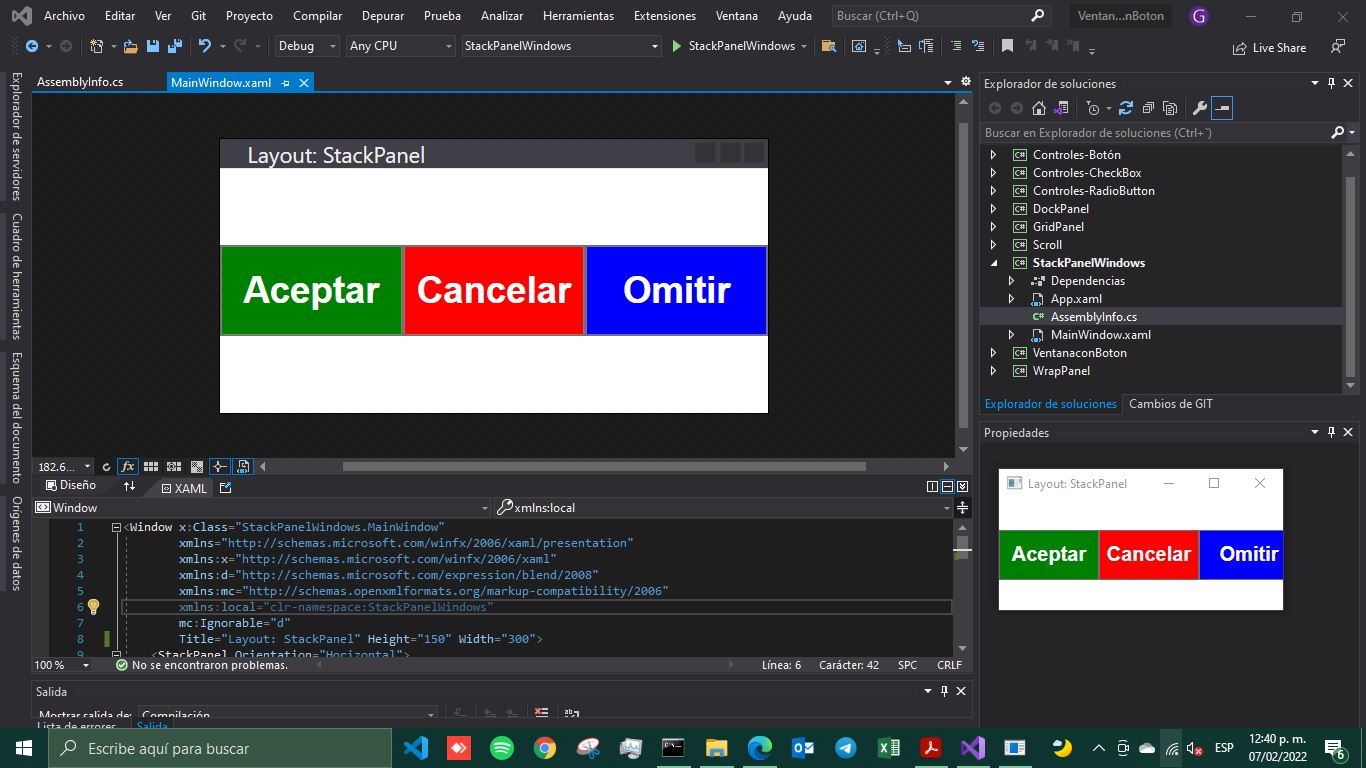 Archivo Editar Ver Git Proyecto Compilar Depurar Prueba Analizar Herramientas Extensiones Ventana Ayuda Buscar (Ctrl+Q) Ventan...nBoton G
Debug Any CPU StackPanelWindows StackPanelWindows Live Share
Explorador de servidores
Cuadro de herramientas
Esquema del documento
Orígenes de datos
AssemblyInfo.cs MainWindow.xaml
Layout: StackPanel
Aceptar Cancelar Omitir
182.6...
Diseño XAML
Window xmlns:local
1 <Window x:Class="StackPanelWindows.MainWindow"
2 xmlns="http://schemas.microsoft.com/winfx/2006/xaml/presentation"
3 xmlns:x="http://schemas.microsoft.com/winfx/2006/xaml"
4 xmlns:d="http://schemas.microsoft.com/expression/blend/2008"
5 xmlns:mc="http://schemas.openxmlformats.org/markup-compatibility/2006"
6 xmlns:local="clr-namespace:StackPanelWindows"
7 mc:Ignorable="d"
8 Title="Layout: StackPanel" Height="150" Width="300">
9 <StackPanel Orientation="Horizontal">
100 % No se encontraron problemas. Línea: 6 Carácter: 42 SPC CRLF
Salida
Mostrar salida de: Compilación
Lista de errores Salida
Explorador de soluciones
Buscar en Explorador de soluciones (Ctrl+`)
C# Controles-Botón
C# Controles-CheckBox
C# Controles-RadioButton
C# DockPanel
C# GridPanel
C# Scroll
C# StackPanelWindows
Dependencias
App.xaml
C# AssemblyInfo.cs
MainWindow.xaml
C# VentanaconBoton
C# WrapPanel
Explorador de soluciones Cambios de GIT
Propiedades
Layout: StackPanel
Aceptar Cancelar Omitir
Escribe aquí para buscar
ESP
12:40 p. m.
07/02/2022
6